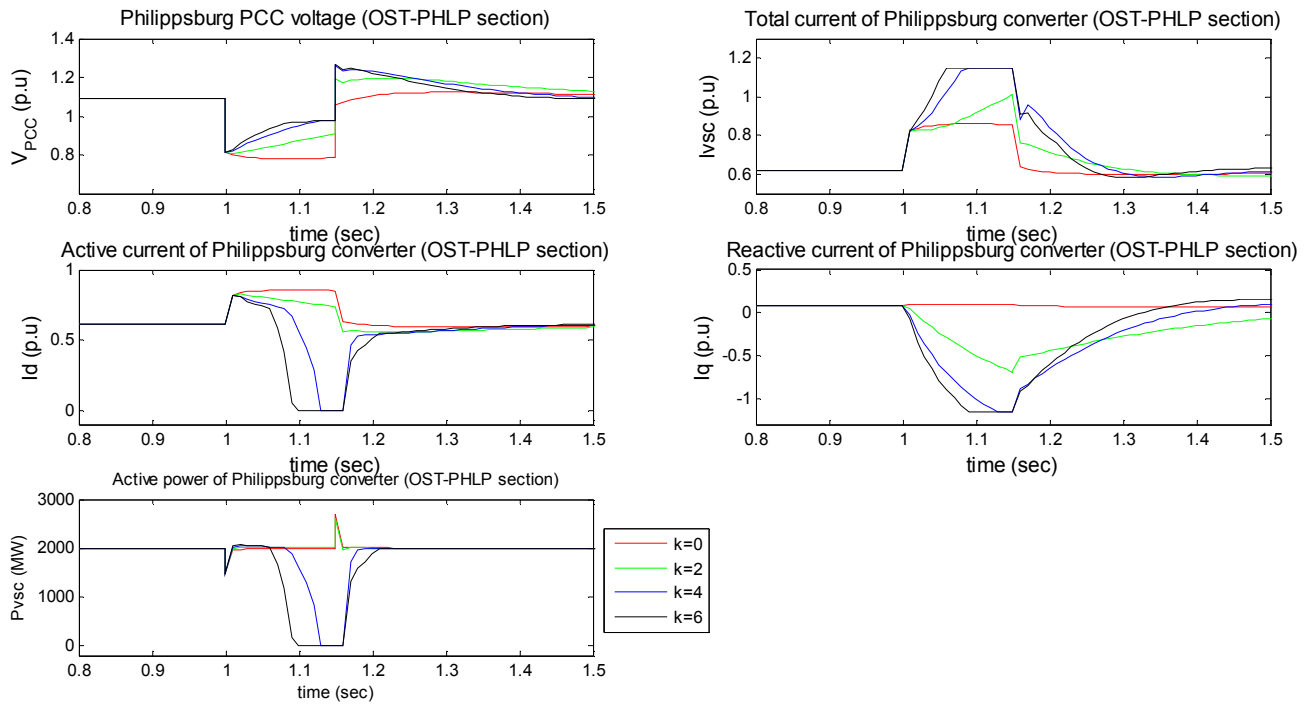 Philippsburg PCC voltage (OST-PHLP section)
1.4
1.2
1
0.8
0.6
V_PCC (p.u)
0.8 0.9 1 1.1 1.2 1.3 1.4 1.5
time (sec)
Total current of Philippsburg converter (OST-PHLP section)
1.2
1
0.8
0.6
0.5
Ivsc (p.u)
0.8 0.9 1 1.1 1.2 1.3 1.4 1.5
time (sec)
Active current of Philippsburg converter (OST-PHLP section)
1
0.5
0
Id (p.u)
0.8 0.9 1 1.1 1.2 1.3 1.4 1.5
time (sec)
Reactive current of Philippsburg converter (OST-PHLP section)
0.5
0
-0.5
-1
Iq (p.u)
0.8 0.9 1 1.1 1.2 1.3 1.4 1.5
time (sec)
Active power of Philippsburg converter (OST-PHLP section)
3000
2000
1000
0
Pvsc (MW)
0.8 0.9 1 1.1 1.2 1.3 1.4 1.5
time (sec)
k=0
k=2
k=4
k=6